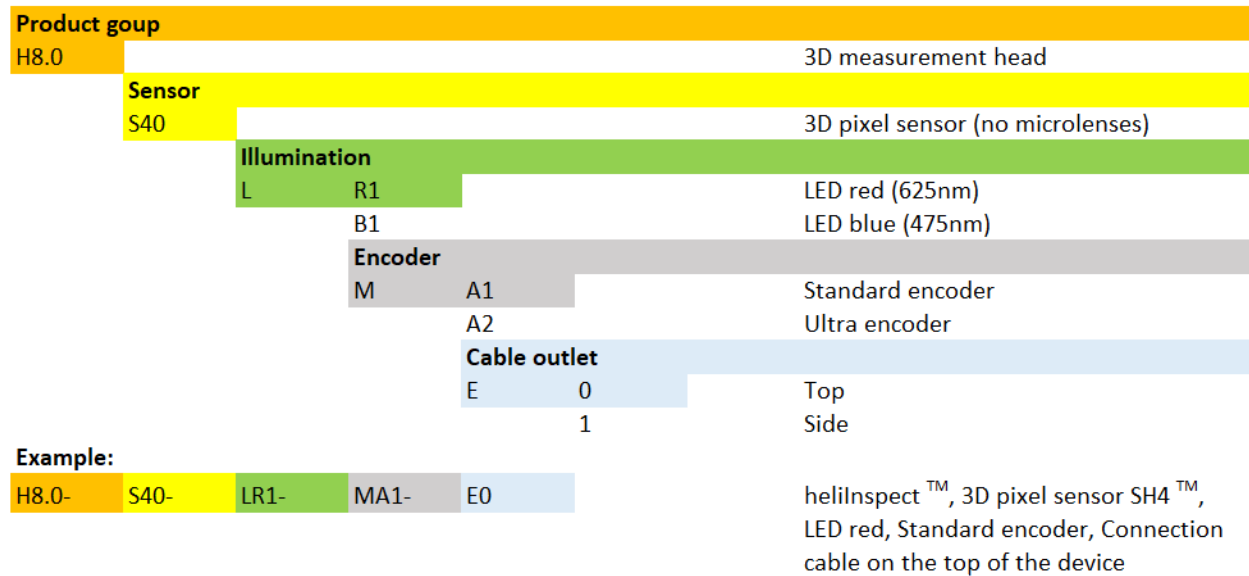 Product goup
H8.0 3D measurement head
Sensor
S40 3D pixel sensor (no microlenses)
Illumination
L R1 LED red (625nm)
B1 LED blue (475nm)
Encoder
M A1 Standard encoder
A2 Ultra encoder
Cable outlet
E 0 Top
1 Side
Example:
H8.0- S40- LR1- MA1- E0 heliInspect ™, 3D pixel sensor SH4 ™,
LED red, Standard encoder, Connection
cable on the top of the device